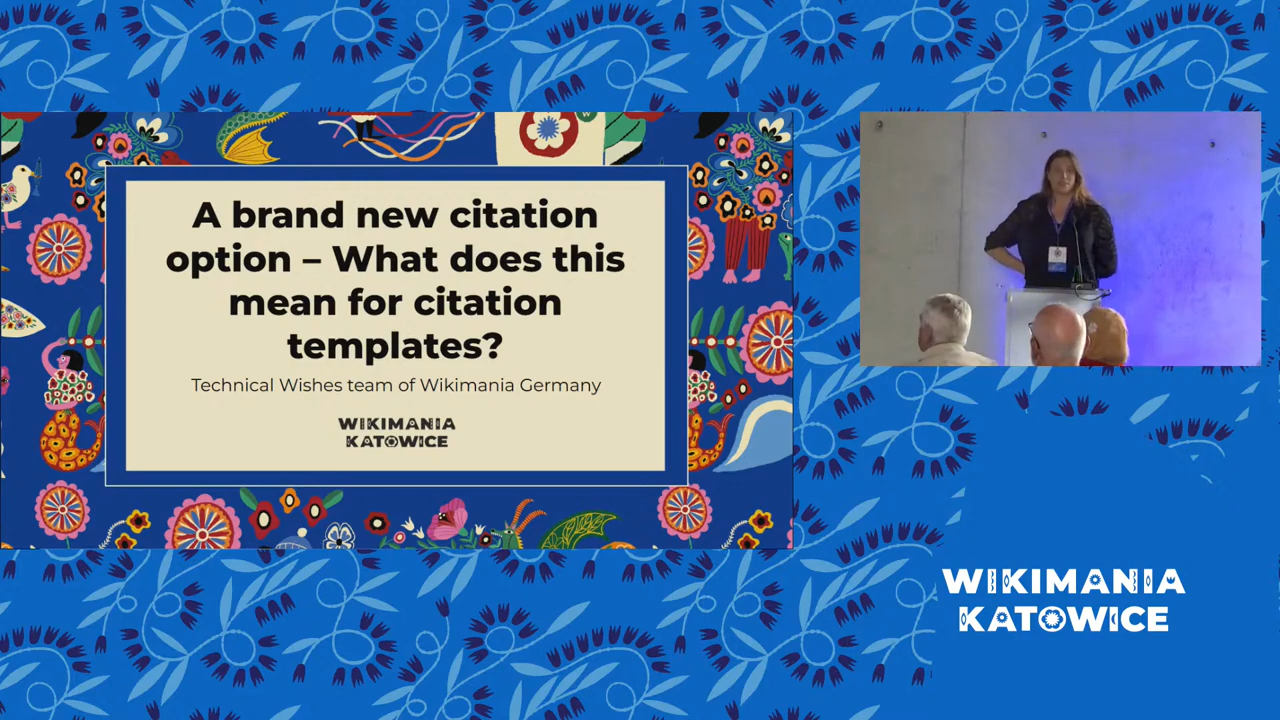 A brand new citation
option – What does this
mean for citation
templates?
Technical Wishes team of Wikimania Germany
WIKIMANIA
KATOWICE
WIKIMANIA
KATOWICE